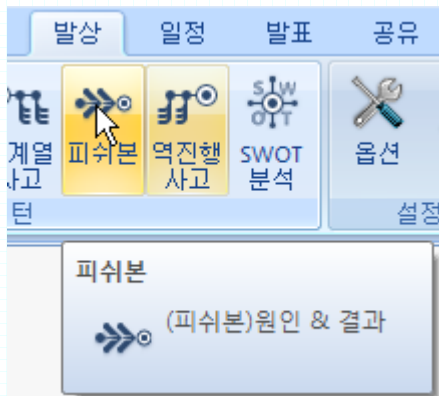 발상 일정 발표 공유
계열 피쉬본 역진행 SWOT 옵션
사고 사고 분석
턴 설정
피쉬본
(피쉬본)원인 & 결과